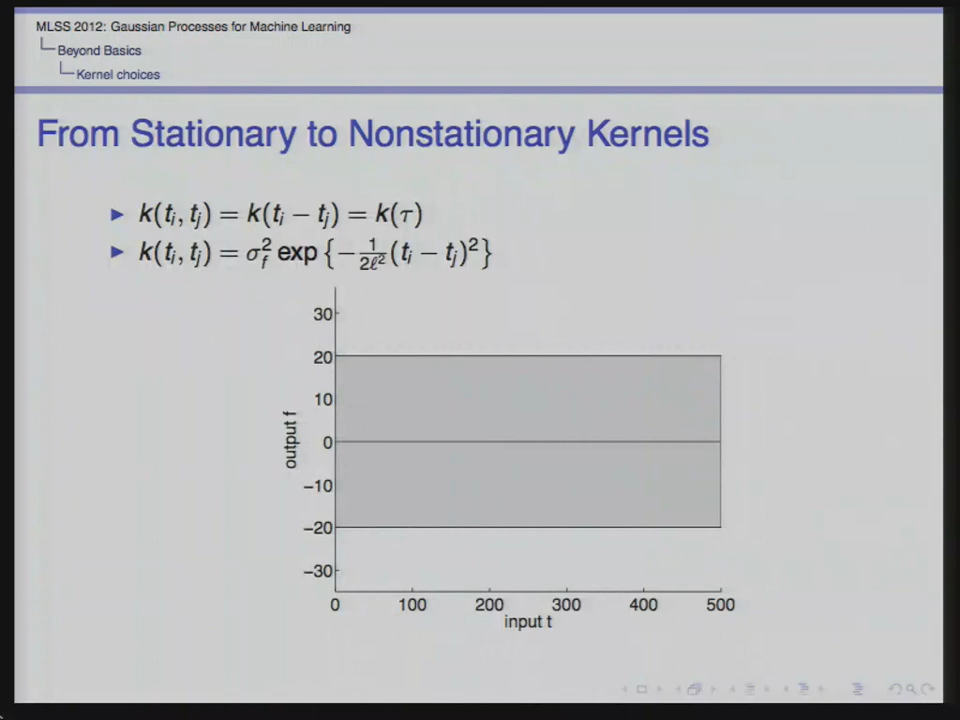 MLSS 2012: Gaussian Processes for Machine Learning
Beyond Basics
Kernel choices
From Stationary to Nonstationary Kernels
► k(tᵢ, tⱼ) = k(tᵢ − tⱼ) = k(τ)
► k(tᵢ, tⱼ) = σ_f² exp {−1/(2ℓ²) (tᵢ − tⱼ)²}
30
20
10
0
−10
−20
−30
output f
0 100 200 300 400 500
input t